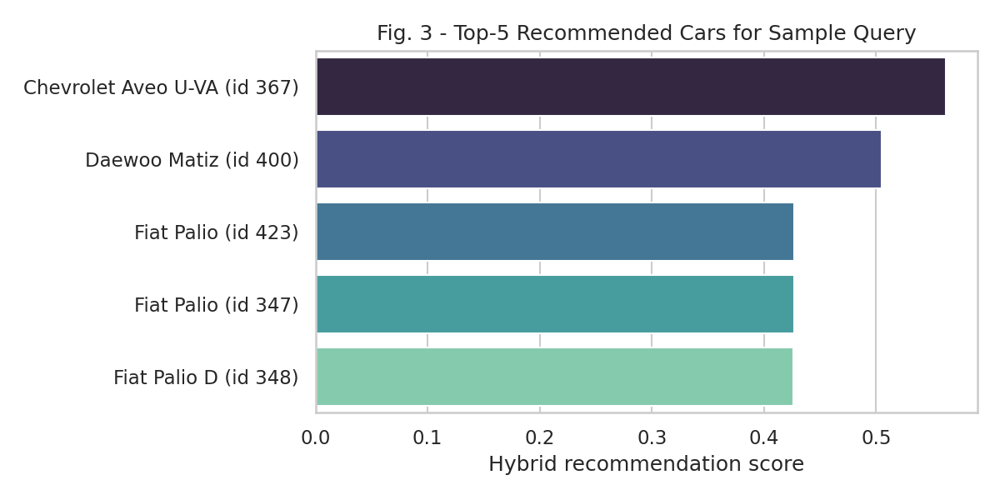 Fig. 3 - Top-5 Recommended Cars for Sample Query
Chevrolet Aveo U-VA (id 367)
Daewoo Matiz (id 400)
Fiat Palio (id 423)
Fiat Palio (id 347)
Fiat Palio D (id 348)
0.0 0.1 0.2 0.3 0.4 0.5
Hybrid recommendation score